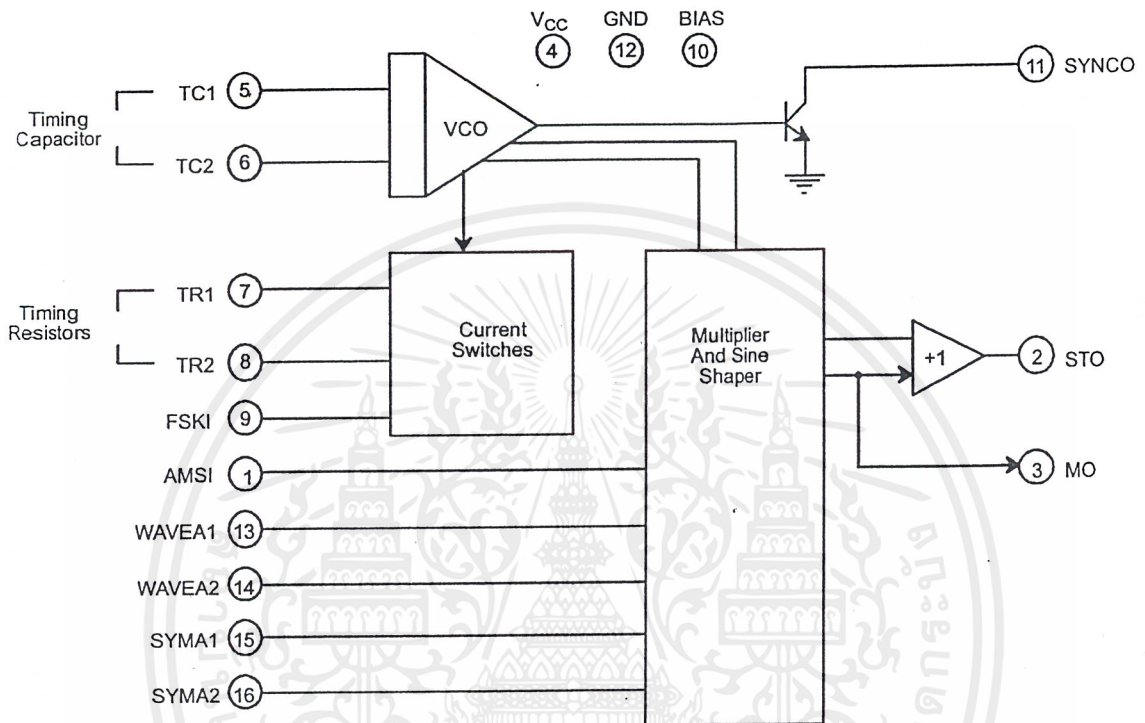 VCC GND BIAS
4 12 10
11 SYNCO
Timing
Capacitor
TC1 5
TC2 6
VCO
Timing
Resistors
TR1 7
TR2 8
FSKI 9
Current
Switches
AMSI 1
WAVEA1 13
WAVEA2 14
SYMA1 15
SYMA2 16
Multiplier
And Sine
Shaper
+1
2 STO
3 MO